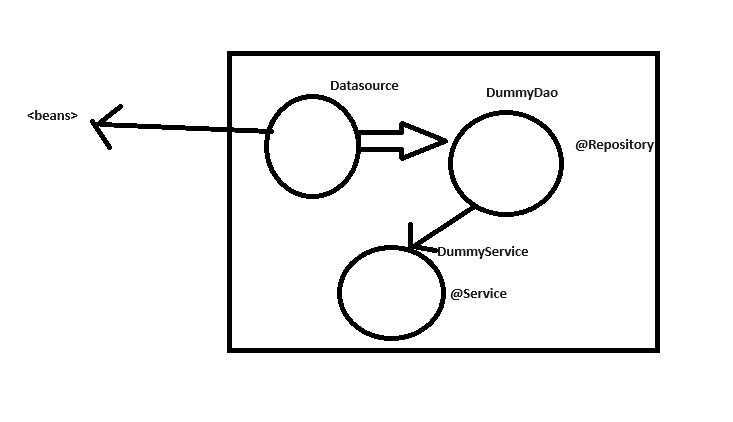 Datasource
DummyDao
<beans>
@Repository
DummyService
@Service